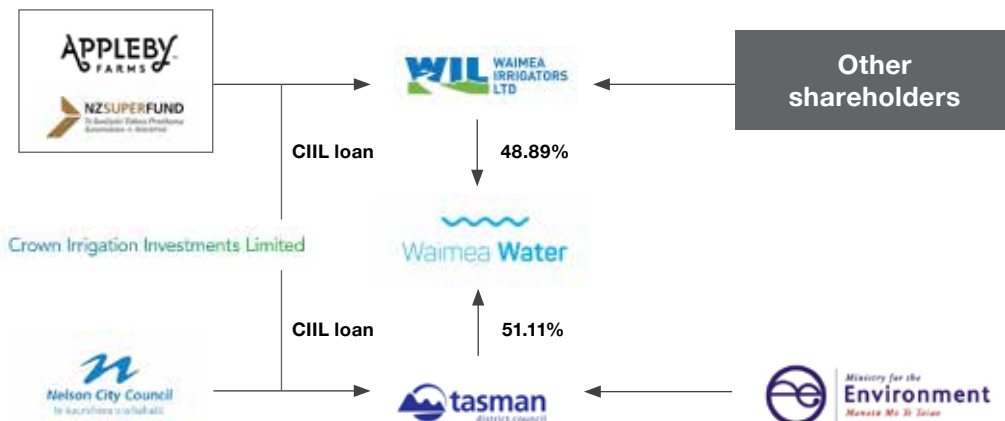 APPLEBY
FARMS
NZSUPERFUND
WIL WAIMEA
IRRIGATORS
LTD
Other
shareholders
CIIL loan
48.89%
Crown Irrigation Investments Limited
Waimea Water
CIIL loan
51.11%
Nelson City Council
tasman
district council
Ministry for the
Environment
Manatū Mō Te Taiao